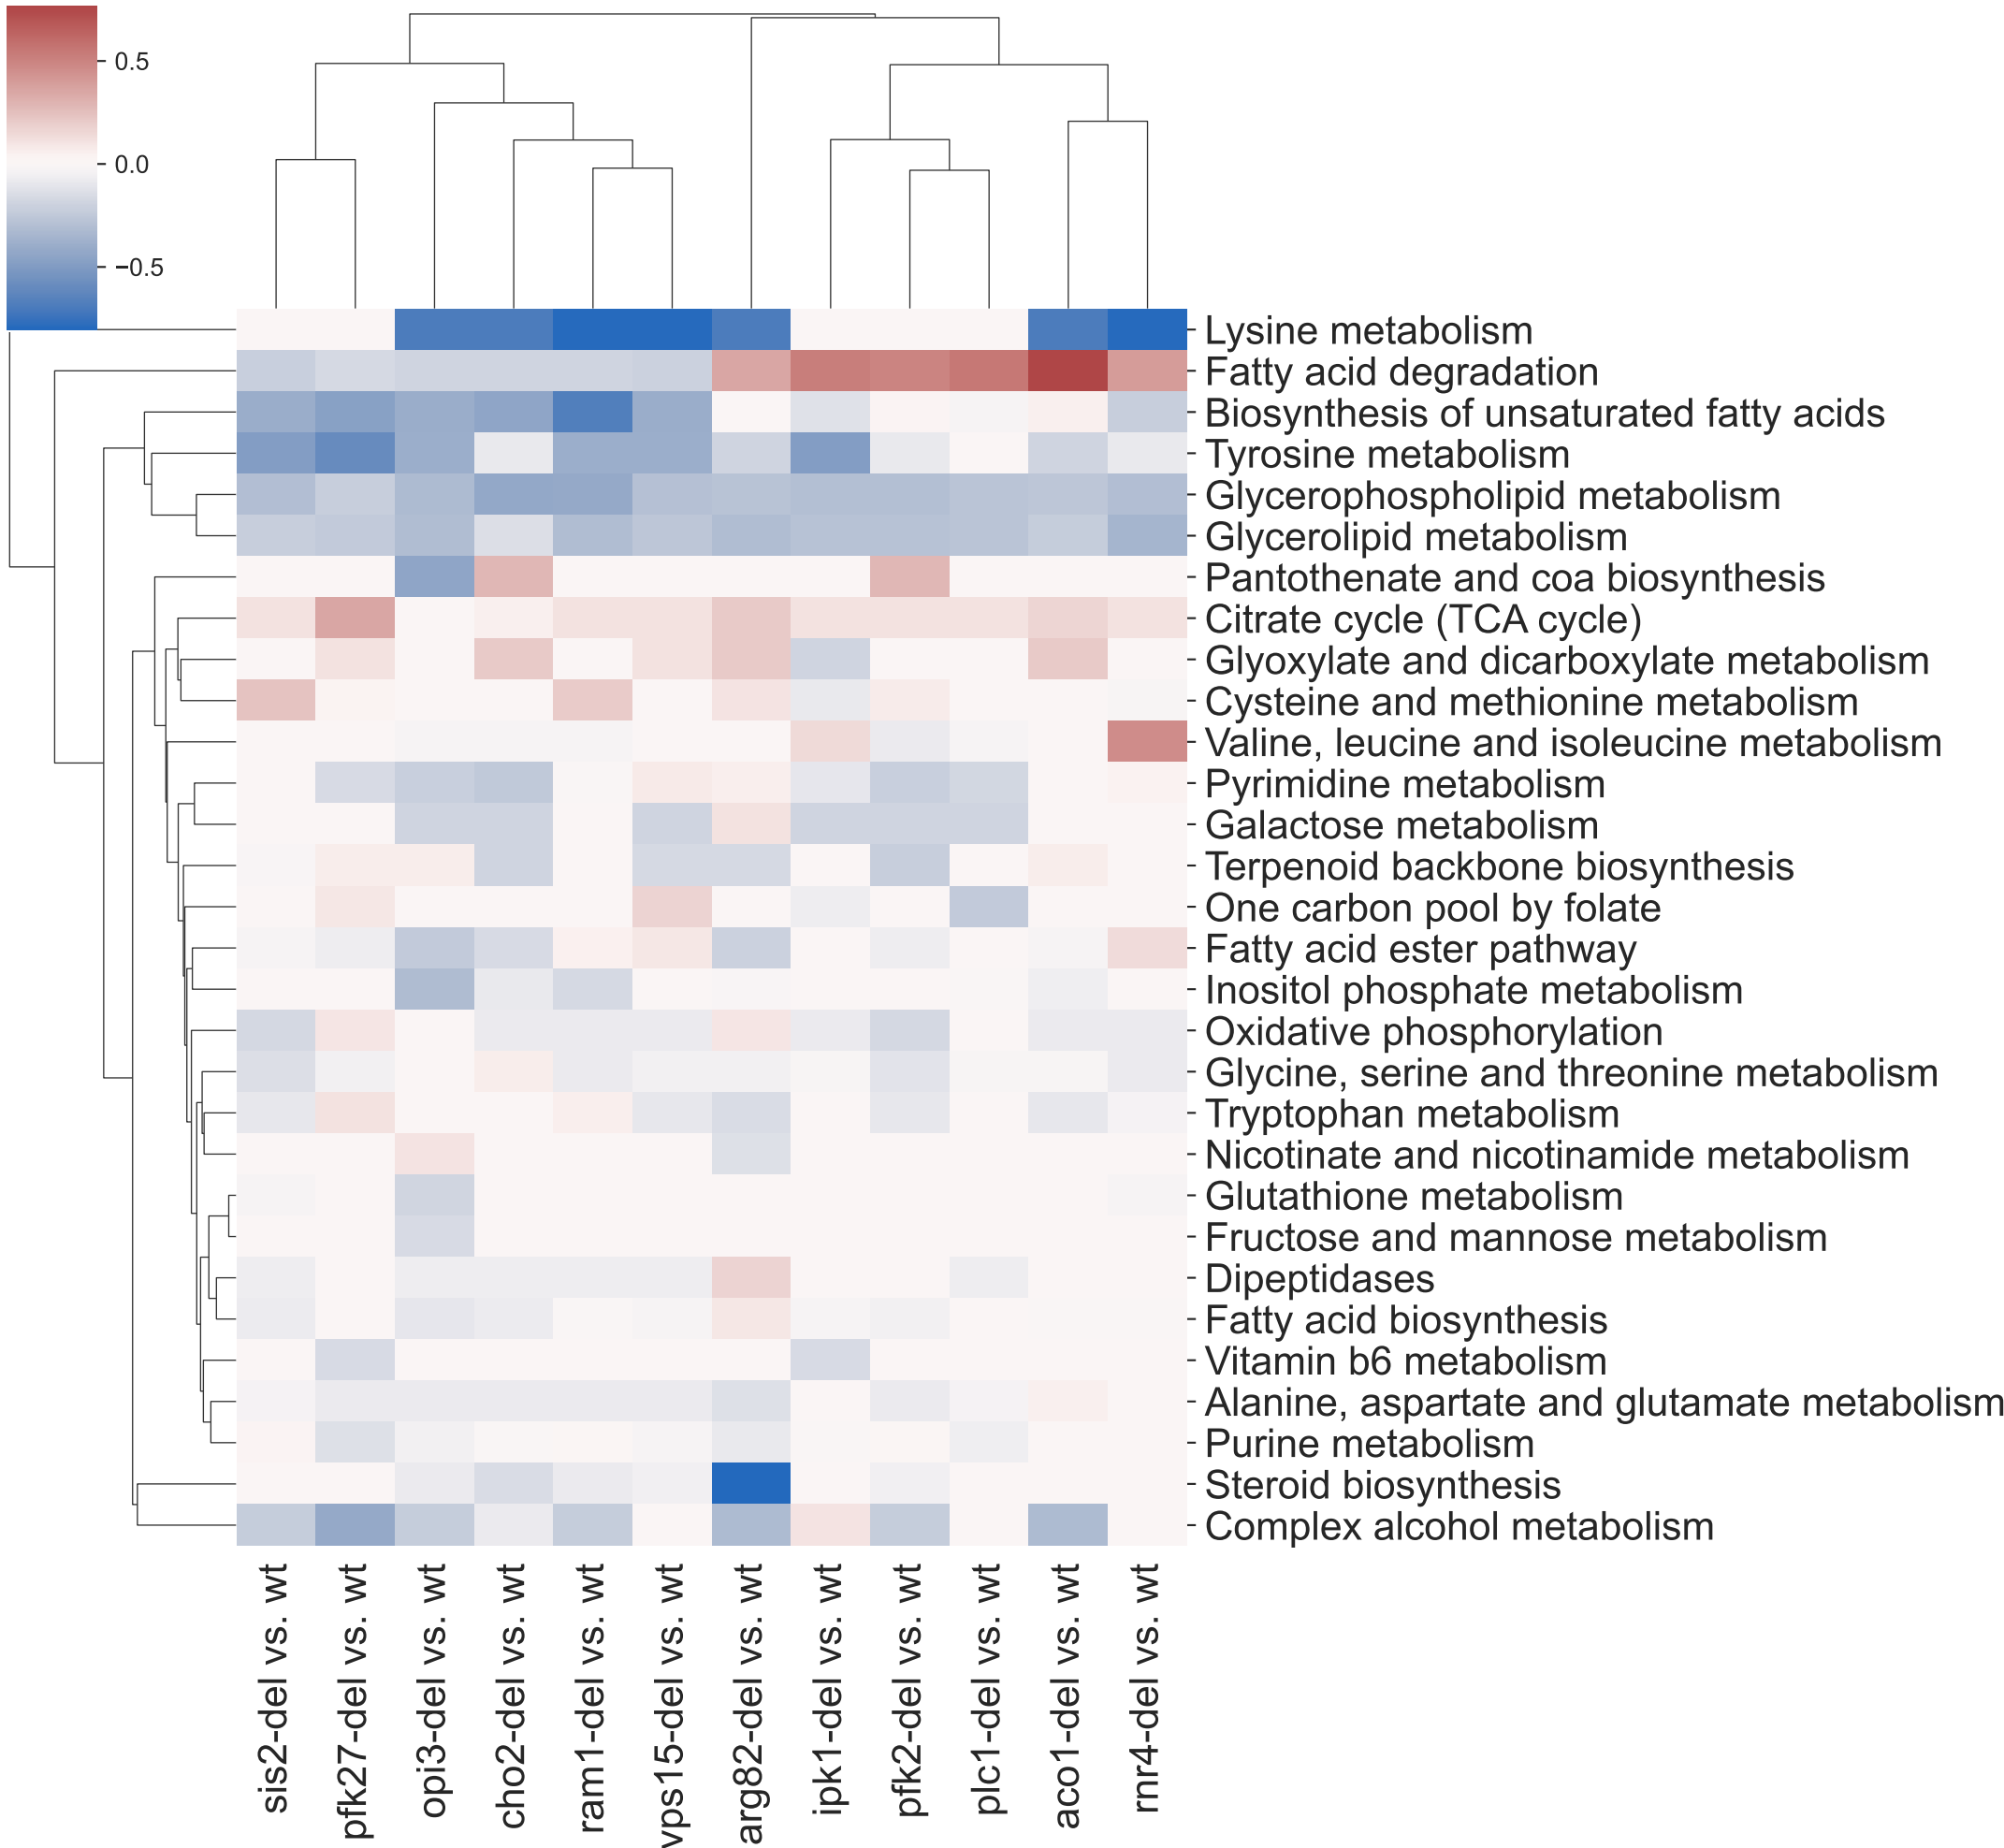 0.5
0.0
−0.5
Lysine metabolism
Fatty acid degradation
Biosynthesis of unsaturated fatty acids
Tyrosine metabolism
Glycerophospholipid metabolism
Glycerolipid metabolism
Pantothenate and coa biosynthesis
Citrate cycle (TCA cycle)
Glyoxylate and dicarboxylate metabolism
Cysteine and methionine metabolism
Valine, leucine and isoleucine metabolism
Pyrimidine metabolism
Galactose metabolism
Terpenoid backbone biosynthesis
One carbon pool by folate
Fatty acid ester pathway
Inositol phosphate metabolism
Oxidative phosphorylation
Glycine, serine and threonine metabolism
Tryptophan metabolism
Nicotinate and nicotinamide metabolism
Glutathione metabolism
Fructose and mannose metabolism
Dipeptidases
Fatty acid biosynthesis
Vitamin b6 metabolism
Alanine, aspartate and glutamate metabolism
Purine metabolism
Steroid biosynthesis
Complex alcohol metabolism
sis2-del vs. wt
pfk27-del vs. wt
opi3-del vs. wt
cho2-del vs. wt
ram1-del vs. wt
vps15-del vs. wt
arg82-del vs. wt
ipk1-del vs. wt
pfk2-del vs. wt
plc1-del vs. wt
aco1-del vs. wt
rnr4-del vs. wt